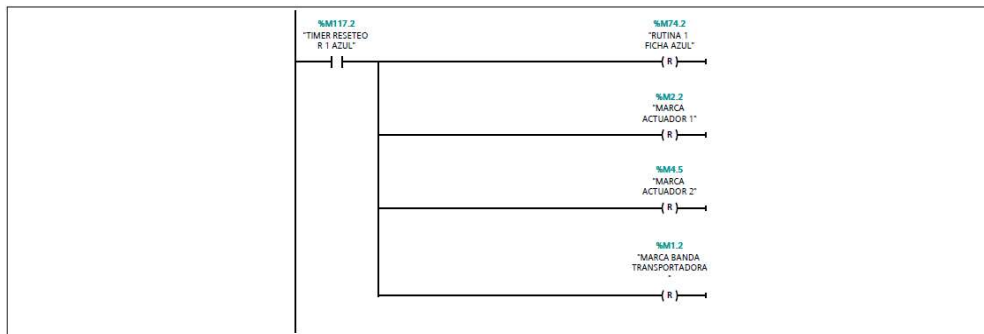 %M117.2
"TIMER RESETEO
R 1 AZUL"
%M74.2
"RUTINA 1
FICHA AZUL"
R
%M2.2
"MARCA
ACTUADOR 1"
R
%M4.5
"MARCA
ACTUADOR 2"
R
%M1.2
"MARCA BANDA
TRANSPORTADORA
"
R